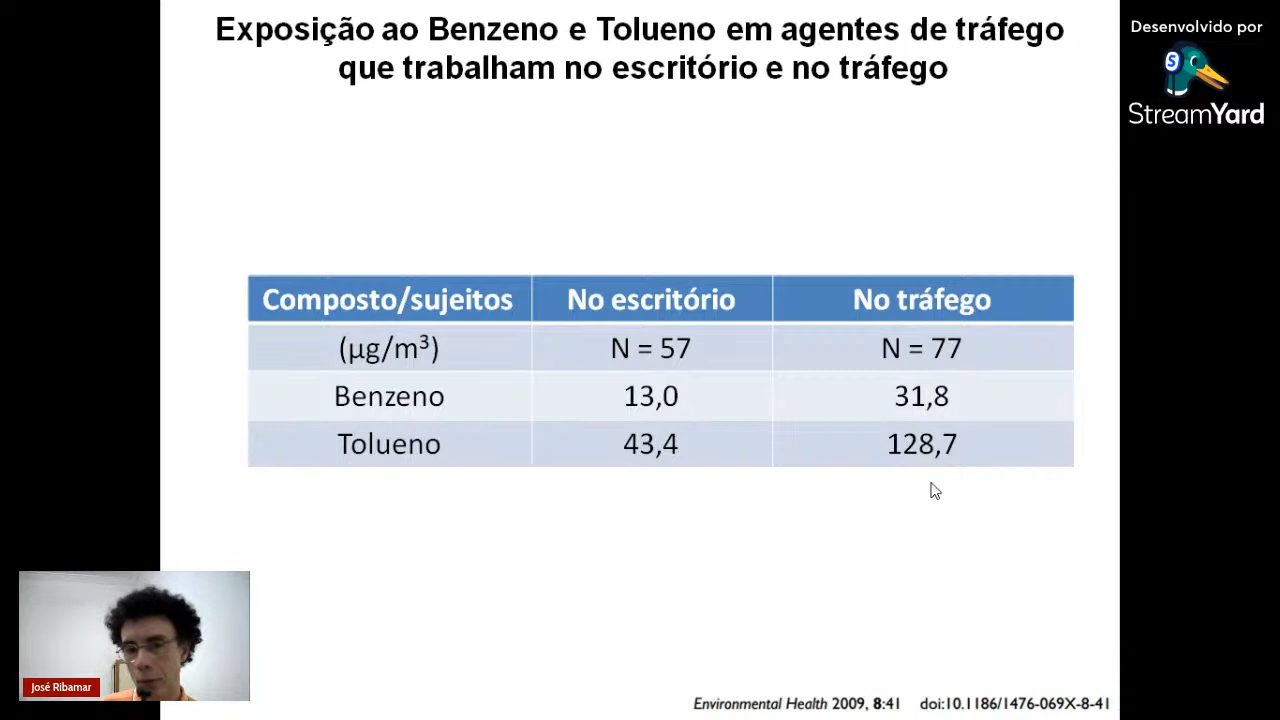 Exposição ao Benzeno e Tolueno em agentes de tráfego
que trabalham no escritório e no tráfego
Desenvolvido por
StreamYard
Composto/sujeitos No escritório No tráfego
(µg/m³) N = 57 N = 77
Benzeno 13,0 31,8
Tolueno 43,4 128,7
José Ribamar
Environmental Health 2009, 8:41 doi:10.1186/1476-069X-8-41